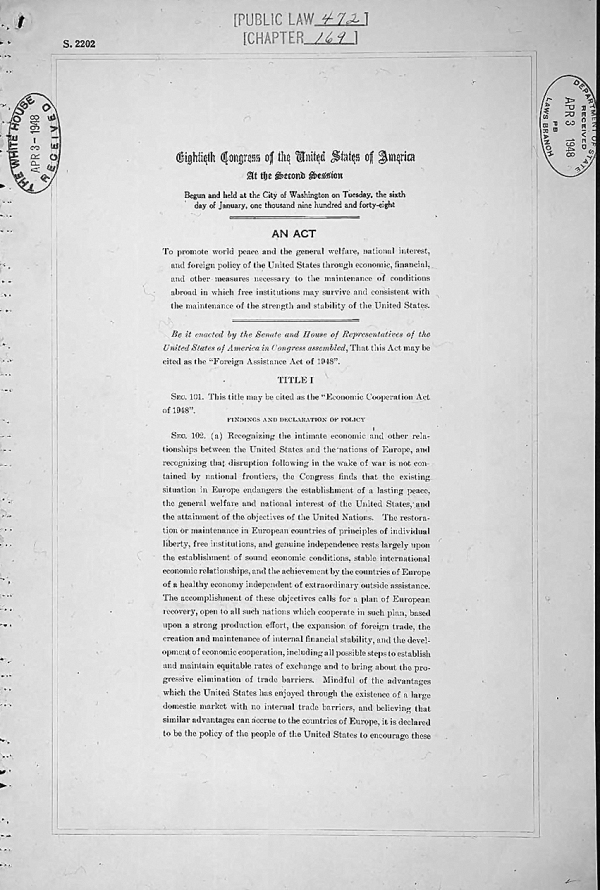 [PUBLIC LAW 472]
[CHAPTER 169]
S. 2202
THE WHITE HOUSE
APR 3 - 1948
RECEIVED
DEPARTMENT OF STATE
RECEIVED
APR 3 1948
PB
LAWS BRANCH
Eightieth Congress of the United States of America
At the Second Session
Begun and held at the City of Washington on Tuesday, the sixth
day of January, one thousand nine hundred and forty-eight
AN ACT
To promote world peace and the general welfare, national interest,
and foreign policy of the United States through economic, financial,
and other measures necessary to the maintenance of conditions
abroad in which free institutions may survive and consistent with
the maintenance of the strength and stability of the United States.
Be it enacted by the Senate and House of Representatives of the
United States of America in Congress assembled, That this Act may be
cited as the "Foreign Assistance Act of 1948".
TITLE I
SEC. 101. This title may be cited as the "Economic Cooperation Act
of 1948".
FINDINGS AND DECLARATION OF POLICY
SEC. 102. (a) Recognizing the intimate economic and other rela-
tionships between the United States and the nations of Europe, and
recognizing that disruption following in the wake of war is not con-
tained by national frontiers, the Congress finds that the existing
situation in Europe endangers the establishment of a lasting peace,
the general welfare and national interest of the United States, and
the attainment of the objectives of the United Nations. The restora-
tion or maintenance in European countries of principles of individual
liberty, free institutions, and genuine independence rests largely upon
the establishment of sound economic conditions, stable international
economic relationships, and the achievement by the countries of Europe
of a healthy economy independent of extraordinary outside assistance.
The accomplishment of these objectives calls for a plan of European
recovery, open to all such nations which cooperate in such plan, based
upon a strong production effort, the expansion of foreign trade, the
creation and maintenance of internal financial stability, and the devel-
opment of economic cooperation, including all possible steps to establish
and maintain equitable rates of exchange and to bring about the pro-
gressive elimination of trade barriers. Mindful of the advantages
which the United States has enjoyed through the existence of a large
domestic market with no internal trade barriers, and believing that
similar advantages can accrue to the countries of Europe, it is declared
to be the policy of the people of the United States to encourage these